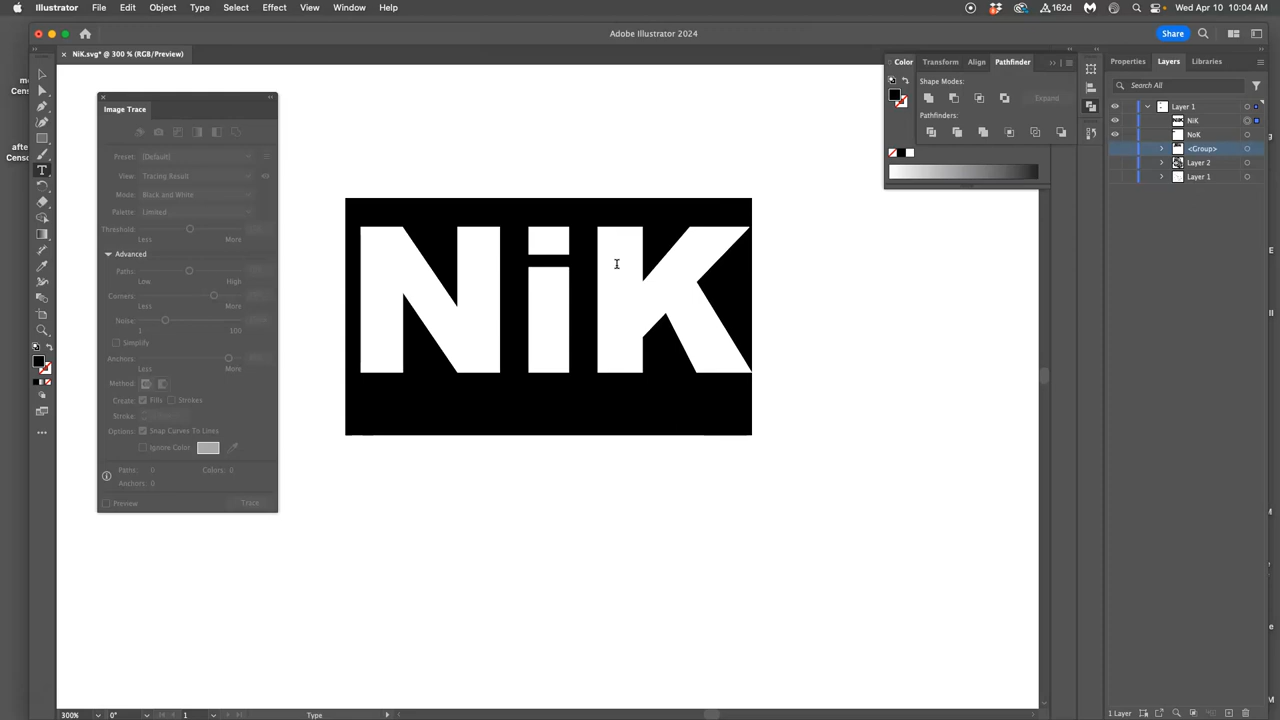 Illustrator File Edit Object Type Select Effect View Window Help 162d Wed Apr 10 10:04 AM
Adobe Illustrator 2024
Share
NiK.svg* @ 300 % (RGB/Preview)
Image Trace
Preset: [Default]
View: Tracing Result
Mode: Black and White
Palette: Limited
Threshold:
Less More
Advanced
Paths:
Low High
Corners:
Less More
Noise:
1 100
Simplify
Anchors:
Less More
Method:
Create: Fills Strokes
Stroke:
Options: Snap Curves To Lines
Ignore Color
Paths: 0 Colors: 0
Anchors: 0
Preview Trace
NiK
Color Transform Align Pathfinder
Shape Modes:
Expand
Pathfinders:
Properties Layers Libraries
Search All
Layer 1
NiK
NoK
<Group>
Layer 2
Layer 1
300% 0° 1 Type
1 Layer